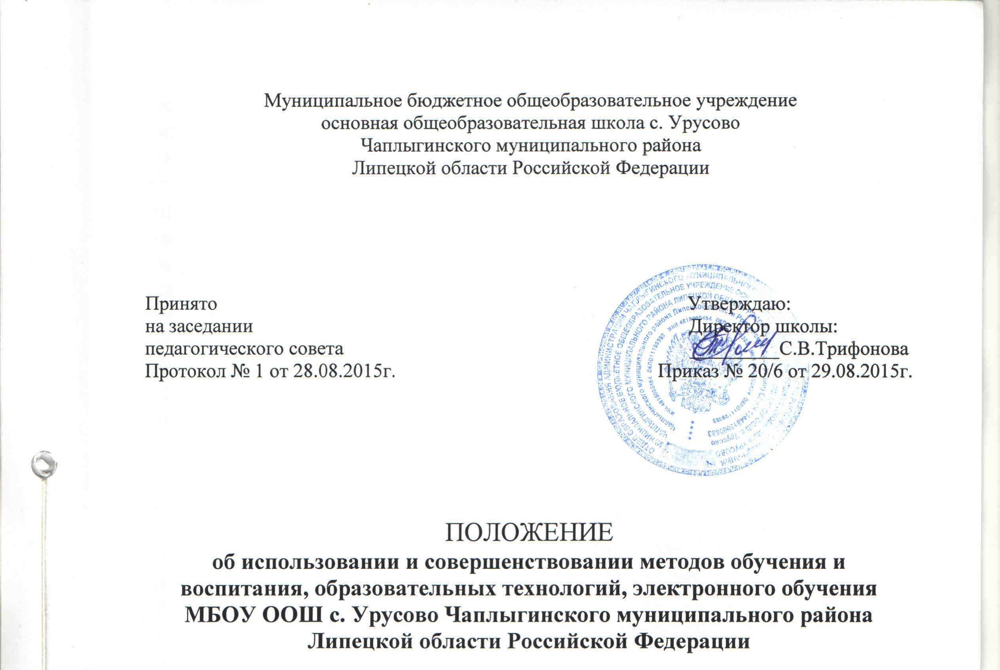 Муниципальное бюджетное общеобразовательное учреждение
основная общеобразовательная школа с. Урусово
Чаплыгинского муниципального района
Липецкой области Российской Федерации
Принято
на заседании
педагогического совета
Протокол № 1 от 28.08.2015г.
Утверждаю:
Директор школы:
С.В.Трифонова
Приказ № 20/6 от 29.08.2015г.
ПОЛОЖЕНИЕ
об использовании и совершенствовании методов обучения и
воспитания, образовательных технологий, электронного обучения
МБОУ ООШ с. Урусово Чаплыгинского муниципального района
Липецкой области Российской Федерации